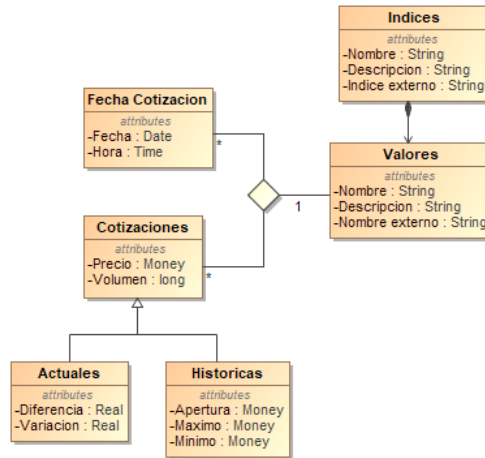 Indices
attributes
-Nombre : String
-Descripcion : String
-Indice externo : String
Fecha Cotizacion
attributes
-Fecha : Date
-Hora : Time
*
Valores
attributes
-Nombre : String
-Descripcion : String
-Nombre externo : String
1
Cotizaciones
attributes
-Precio : Money
-Volumen : long
*
Actuales
attributes
-Diferencia : Real
-Variacion : Real
Historicas
attributes
-Apertura : Money
-Maximo : Money
-Minimo : Money